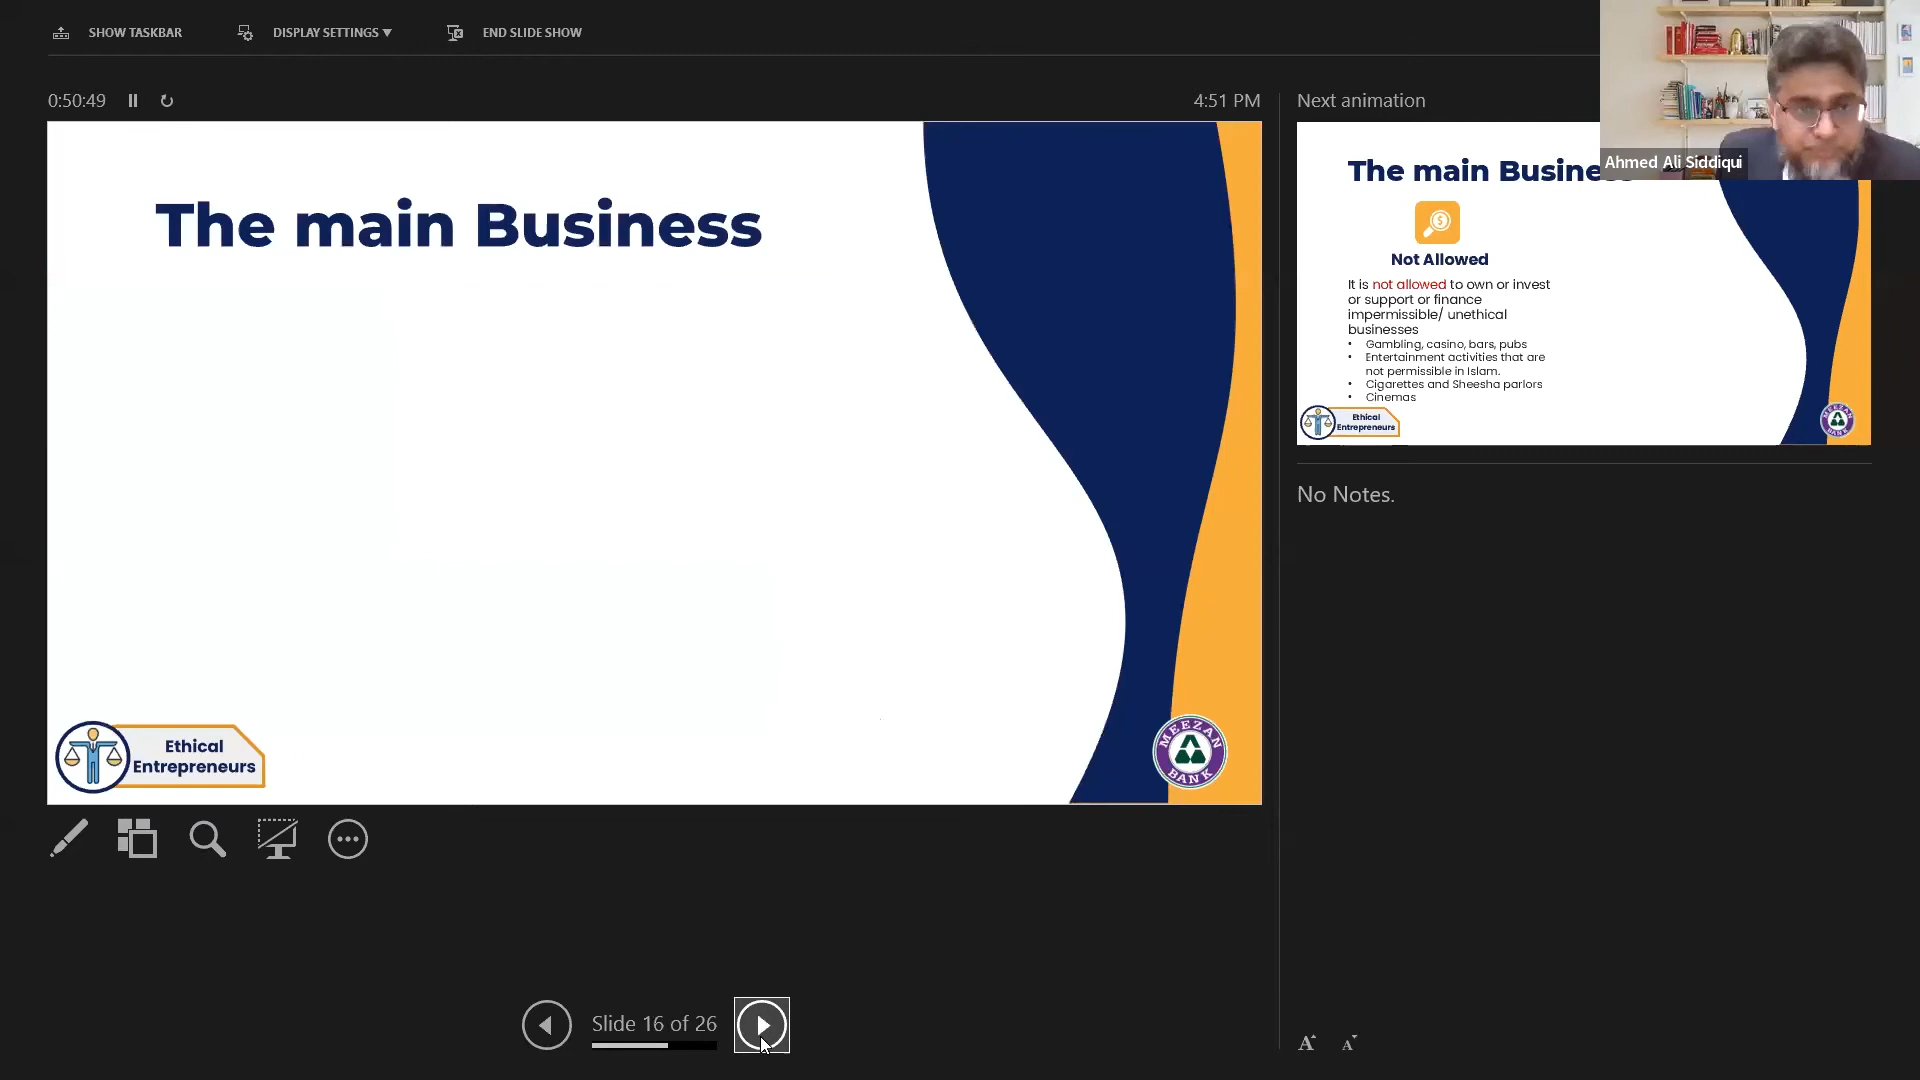 SHOW TASKBAR
DISPLAY SETTINGS ▼
END SLIDE SHOW
0:50:49
4:51 PM
Next animation
Ahmed Ali Siddiqui
The main Business
Ethical
Entrepreneurs
MEEZAN
BANK
The main Business
Not Allowed
It is not allowed to own or invest
or support or finance
impermissible/ unethical
businesses
• Gambling, casino, bars, pubs
• Entertainment activities that are
not permissible in Islam.
• Cigarettes and Sheesha parlors
• Cinemas
Ethical
Entrepreneurs
MEEZAN
BANK
No Notes.
Slide 16 of 26
A A